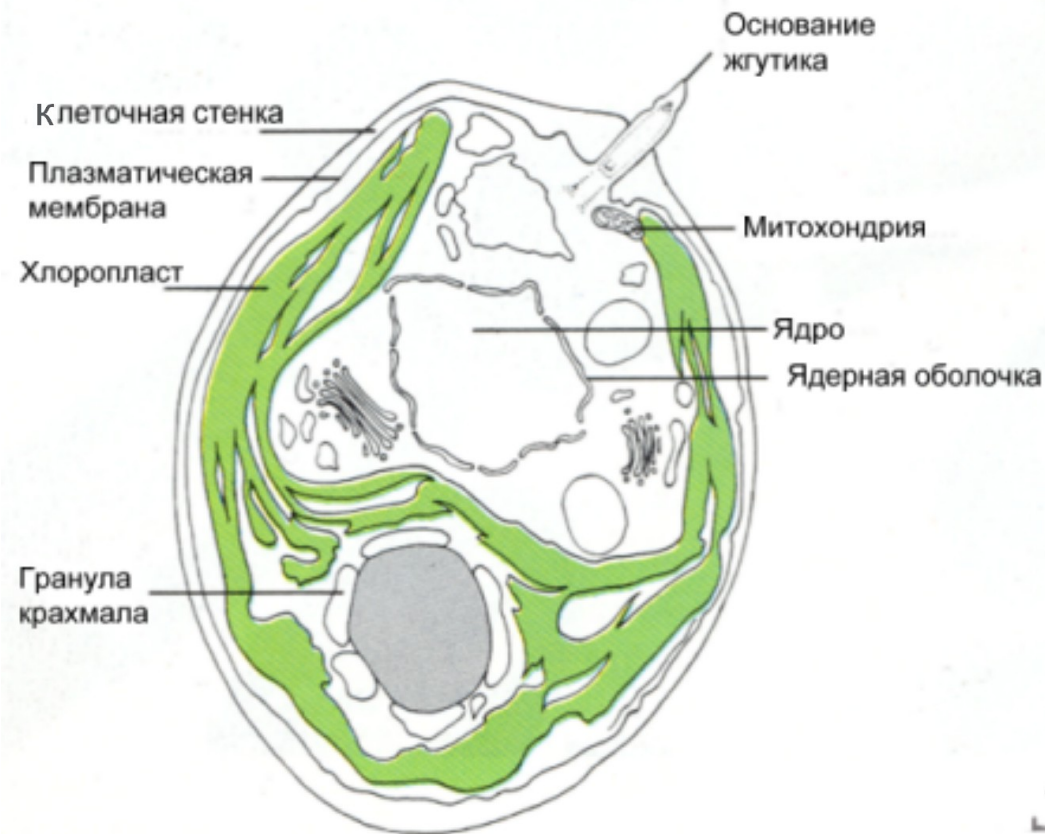 Основание
жгутика
Клеточная стенка
Плазматическая
мембрана
Митохондрия
Хлоропласт
Ядро
Ядерная оболочка
Гранула
крахмала